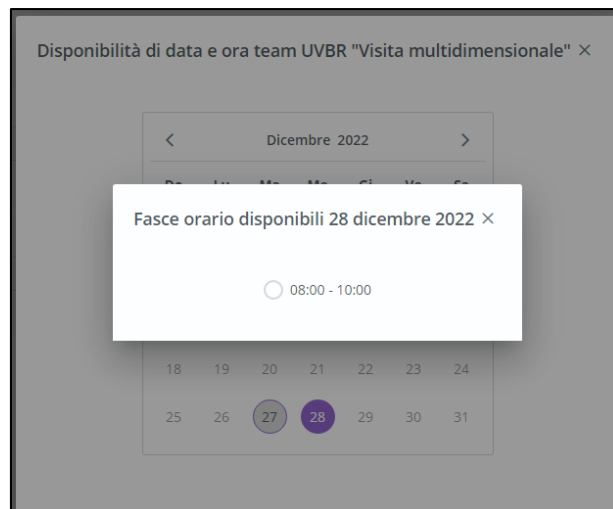 Disponibilità di data e ora team UVBR "Visita multidimensionale" ×
< Dicembre 2022 >
Fasce orario disponibili 28 dicembre 2022 ×
08:00 - 10:00
18 19 20 21 22 23 24
25 26 27 28 29 30 31